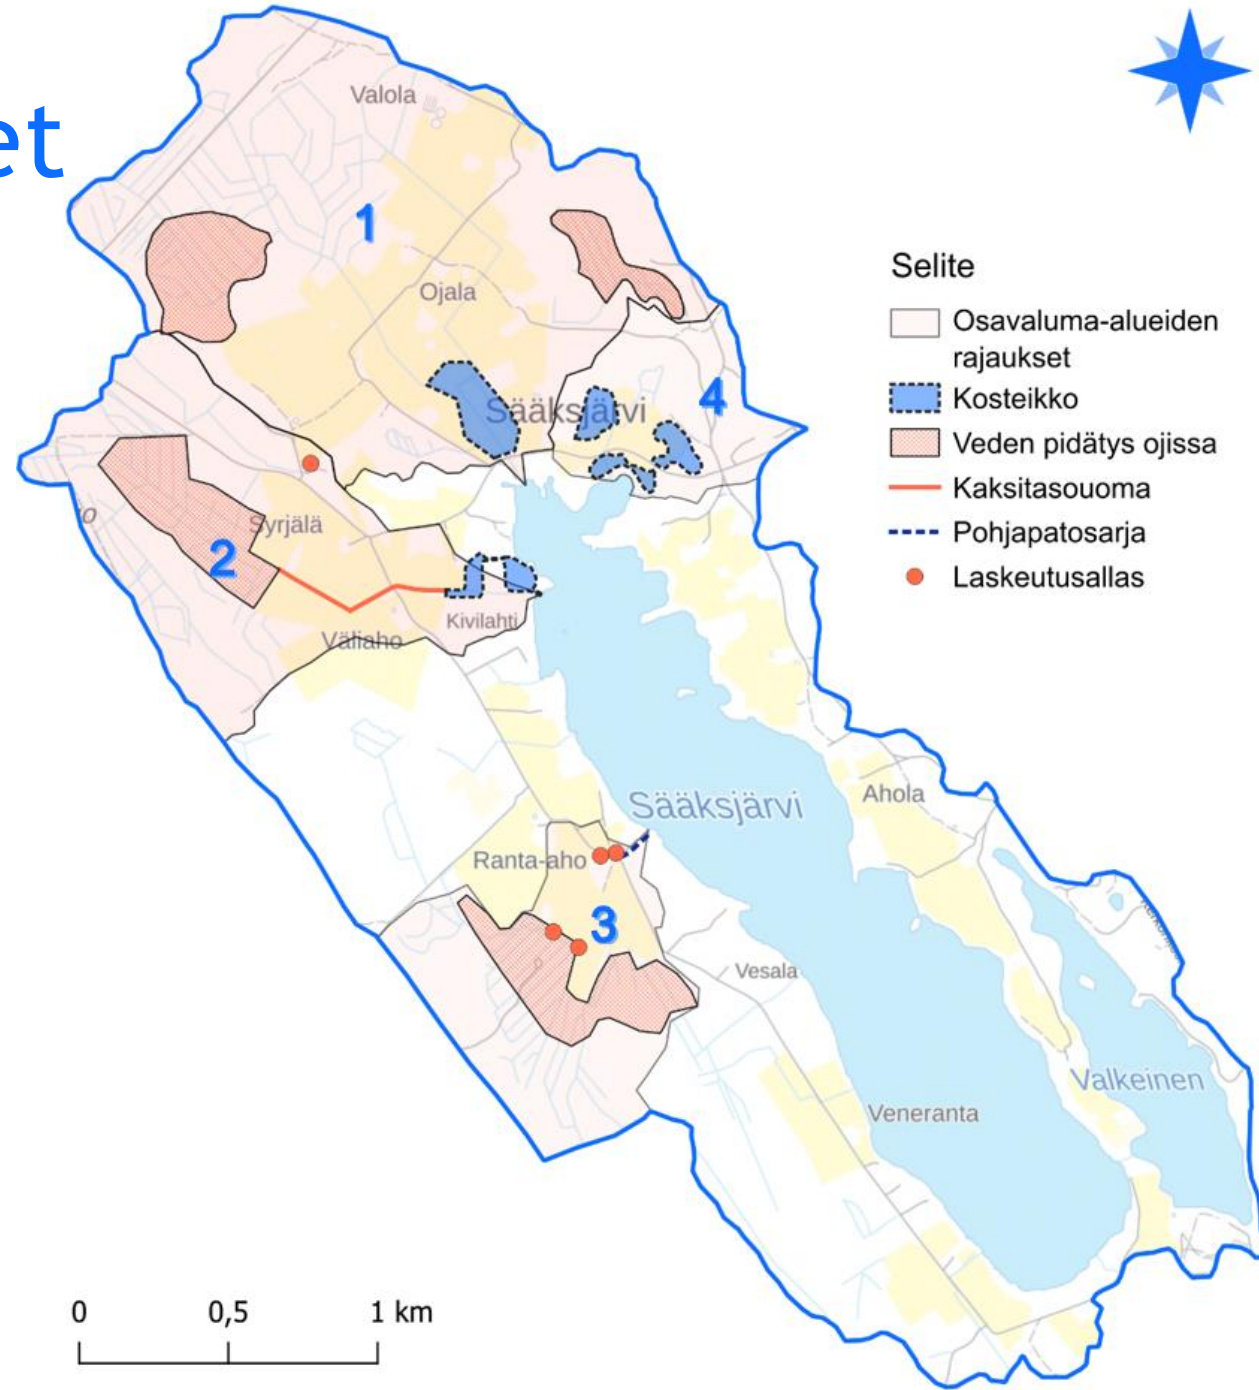 et
Valola
1
Ojala
Selite
Osavaluma-alueiden
rajaukset
Kosteikko
Veden pidätys ojissa
Kaksitasouoma
Pohjapatosarja
Laskeutusallas
4
Sääksjärvi
Syrjälä
2
Kivilahti
Väliaho
Sääksjärvi
Ahola
Ranta-aho
3
Vesala
Valkeinen
Veneranta
0 0,5 1 km